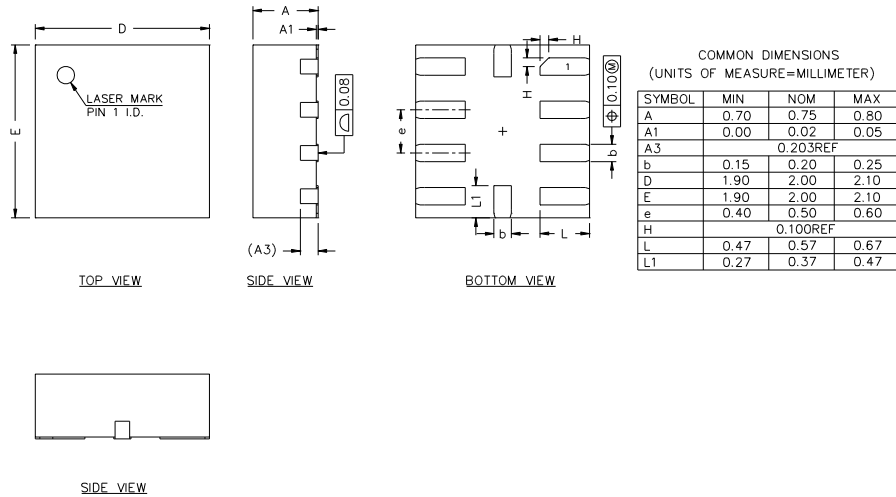 D
A
A1
E
LASER MARK
PIN 1 I.D.
0.08
(A3)
TOP VIEW
SIDE VIEW
H
H
1
e
b
0.10 Ⓜ
L1
b
L
BOTTOM VIEW
COMMON DIMENSIONS
(UNITS OF MEASURE=MILLIMETER)
SYMBOL MIN NOM MAX
A 0.70 0.75 0.80
A1 0.00 0.02 0.05
A3 0.203REF
b 0.15 0.20 0.25
D 1.90 2.00 2.10
E 1.90 2.00 2.10
e 0.40 0.50 0.60
H 0.100REF
L 0.47 0.57 0.67
L1 0.27 0.37 0.47
SIDE VIEW